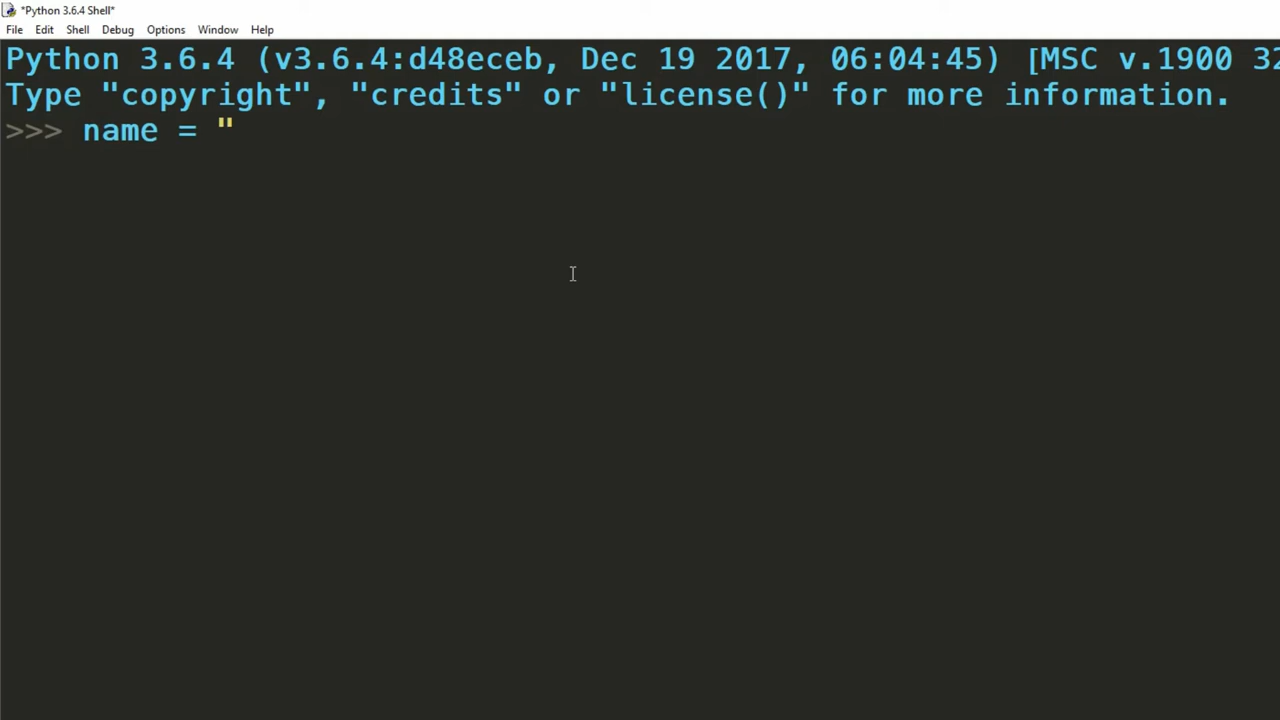 *Python 3.6.4 Shell*
File Edit Shell Debug Options Window Help
Python 3.6.4 (v3.6.4:d48eceb, Dec 19 2017, 06:04:45) [MSC v.1900 32
Type "copyright", "credits" or "license()" for more information.
>>> name = "